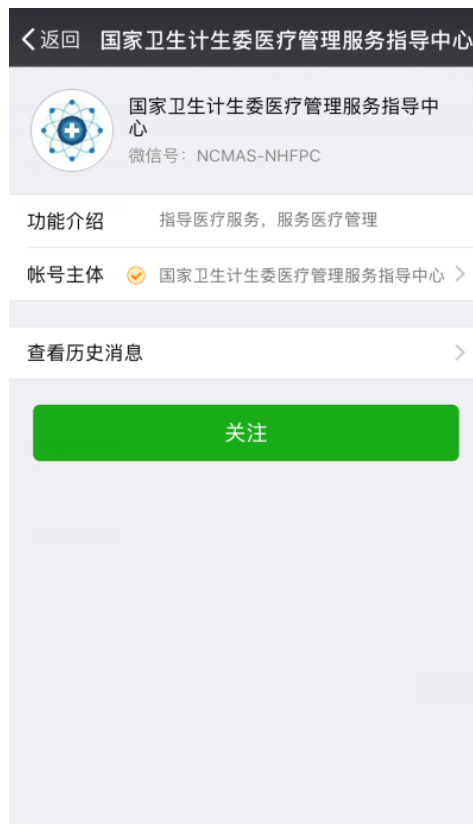 返回 国家卫生计生委医疗管理服务指导中心
国家卫生计生委医疗管理服务指导中
心
微信号：NCMAS-NHFPC
功能介绍 指导医疗服务，服务医疗管理
帐号主体 国家卫生计生委医疗管理服务指导中心
查看历史消息
关注